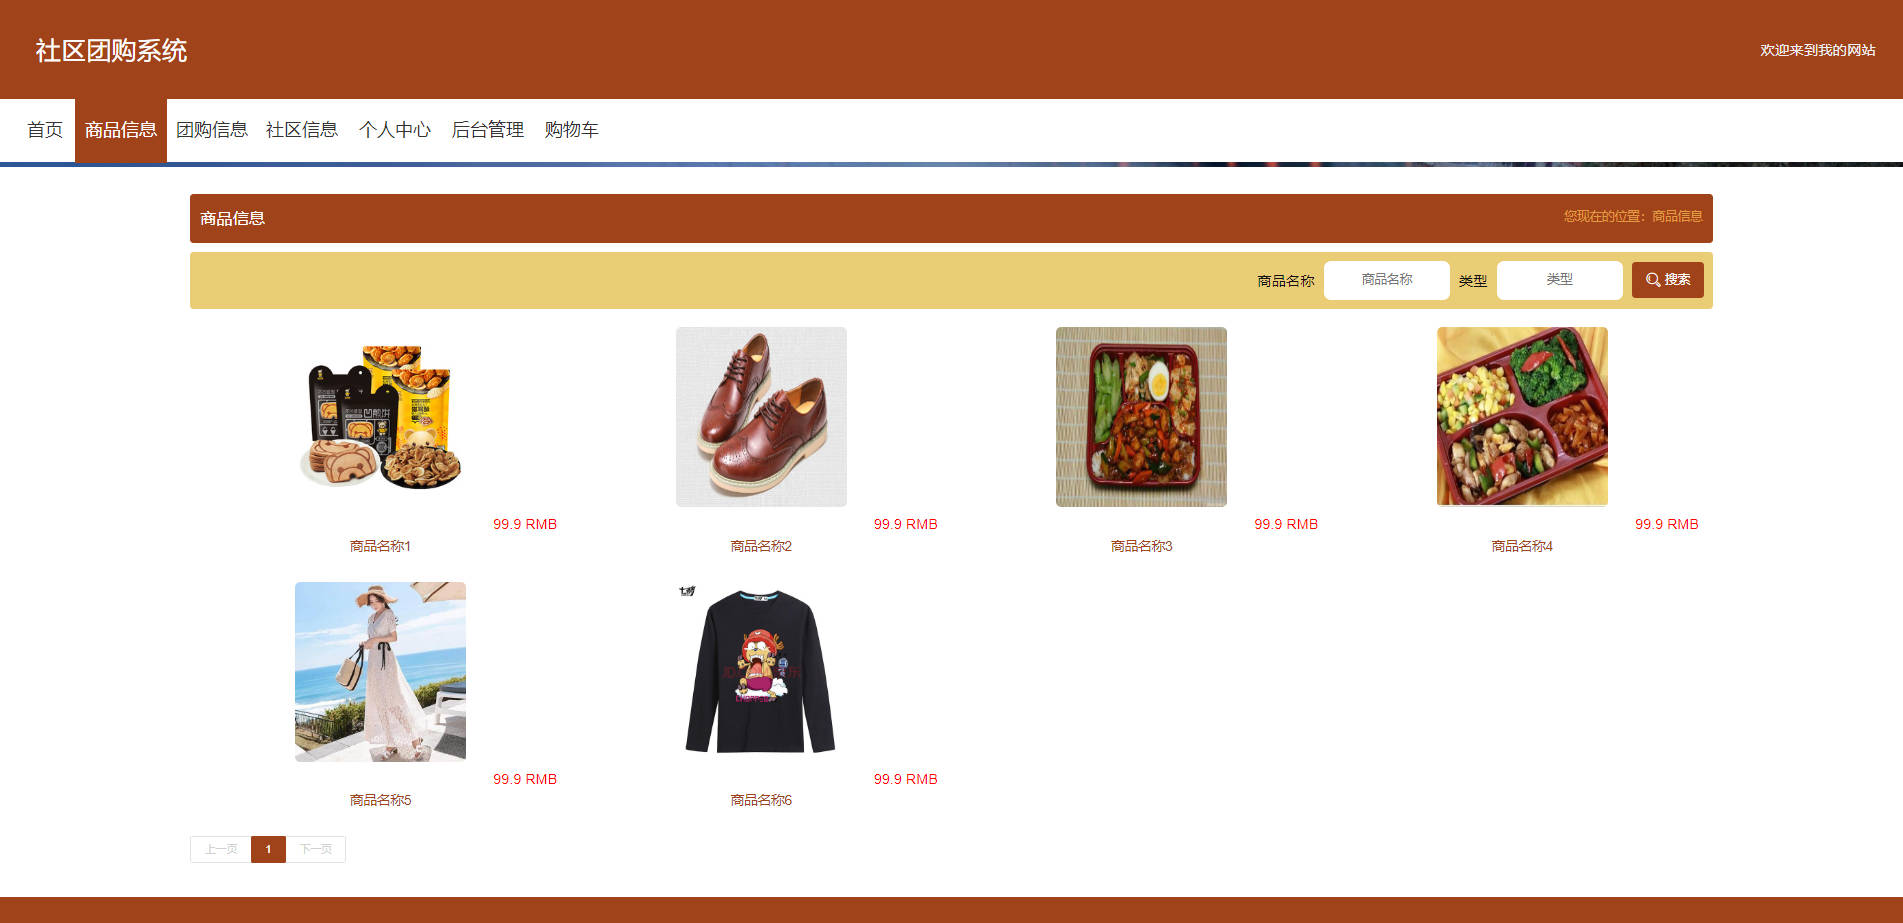 社区团购系统
欢迎来到我的网站
首页 商品信息 团购信息 社区信息 个人中心 后台管理 购物车
商品信息
您现在的位置：商品信息
商品名称 商品名称 类型 类型 搜索
99.9 RMB 99.9 RMB 99.9 RMB 99.9 RMB
商品名称1 商品名称2 商品名称3 商品名称4
99.9 RMB 99.9 RMB
商品名称5 商品名称6
上一页 1 下一页